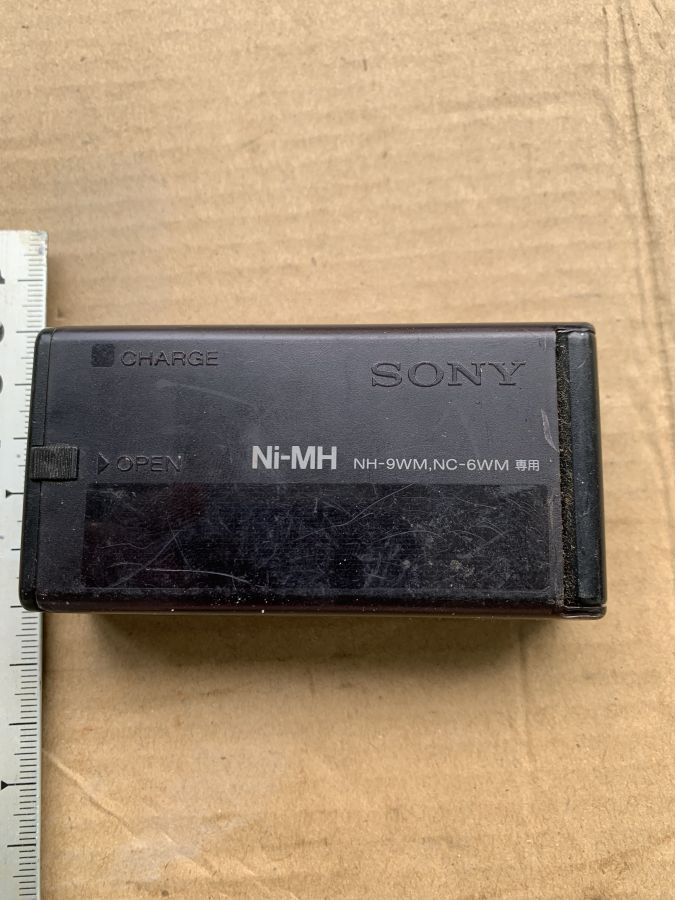 CHARGE
SONY
OPEN
Ni-MH NH-9WM,NC-6WM 専用